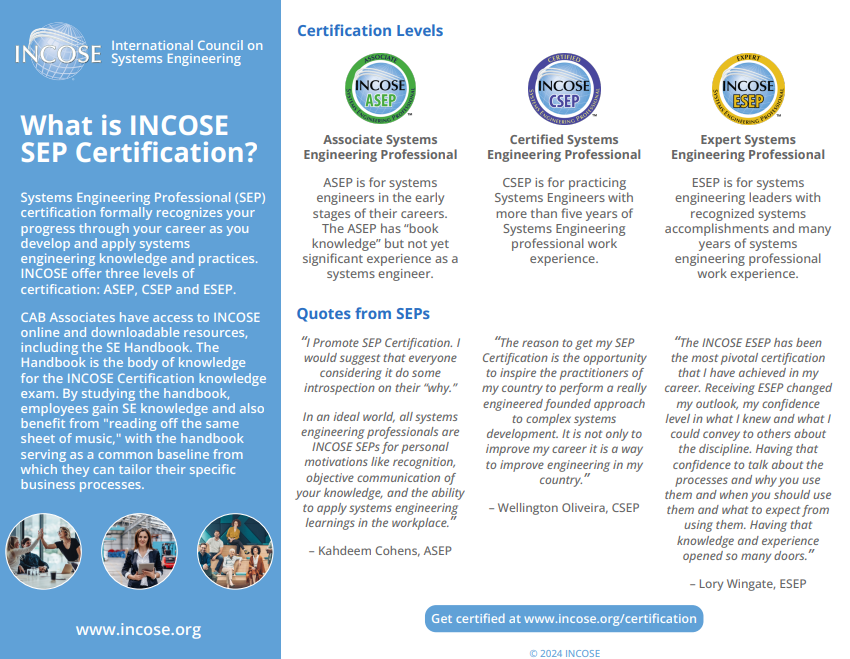 INCOSE
International Council on
Systems Engineering
What is INCOSE
SEP Certification?
Systems Engineering Professional (SEP)
certification formally recognizes your
progress through your career as you
develop and apply systems
engineering knowledge and practices.
INCOSE offer three levels of
certification: ASEP, CSEP and ESEP.
CAB Associates have access to INCOSE
online and downloadable resources,
including the SE Handbook. The
Handbook is the body of knowledge
for the INCOSE Certification knowledge
exam. By studying the handbook,
employees gain SE knowledge and also
benefit from "reading off the same
sheet of music," with the handbook
serving as a common baseline from
which they can tailor their specific
business processes.
www.incose.org
Certification Levels
ASSOCIATE
INCOSE
ASEP
SYSTEMS ENGINEERING PROFESSIONAL
TM
Associate Systems
Engineering Professional
ASEP is for systems
engineers in the early
stages of their careers.
The ASEP has “book
knowledge” but not yet
significant experience as a
systems engineer.
CERTIFIED
INCOSE
CSEP
SYSTEMS ENGINEERING PROFESSIONAL
TM
Certified Systems
Engineering Professional
CSEP is for practicing
Systems Engineers with
more than five years of
Systems Engineering
professional work
experience.
EXPERT
INCOSE
ESEP
SYSTEMS ENGINEERING PROFESSIONAL
TM
Expert Systems
Engineering Professional
ESEP is for systems
engineering leaders with
recognized systems
accomplishments and many
years of systems
engineering professional
work experience.
Quotes from SEPs
“I Promote SEP Certification. I
would suggest that everyone
considering it do some
introspection on their “why.”
In an ideal world, all systems
engineering professionals are
INCOSE SEPs for personal
motivations like recognition,
objective communication of
your knowledge, and the ability
to apply systems engineering
learnings in the workplace.”
– Kahdeem Cohens, ASEP
“The reason to get my SEP
Certification is the opportunity
to inspire the practitioners of
my country to perform a really
engineered founded approach
to complex systems
development. It is not only to
improve my career it is a way
to improve engineering in my
country.”
– Wellington Oliveira, CSEP
“The INCOSE ESEP has been
the most pivotal certification
that I have achieved in my
career. Receiving ESEP changed
my outlook, my confidence
level in what I knew and what I
could convey to others about
the discipline. Having that
confidence to talk about the
processes and why you use
them and when you should use
them and what to expect from
using them. Having that
knowledge and experience
opened so many doors.”
– Lory Wingate, ESEP
Get certified at www.incose.org/certification
© 2024 INCOSE